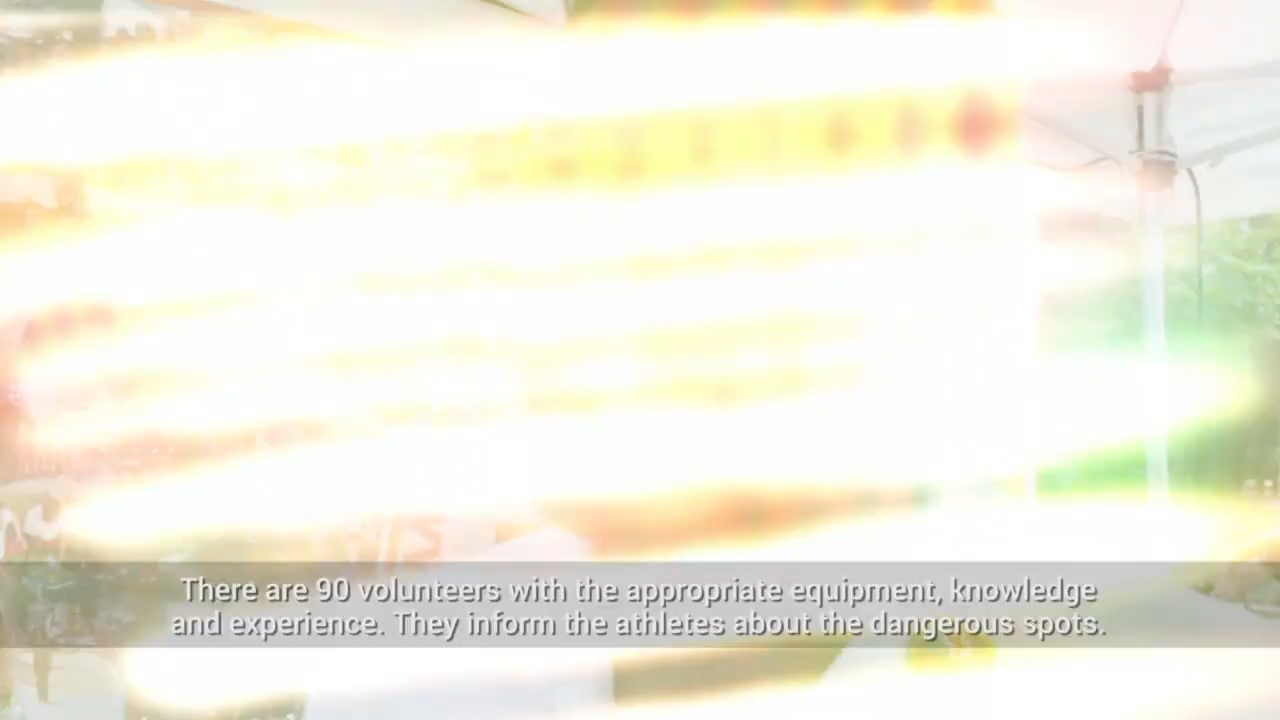 There are 90 volunteers with the appropriate equipment, knowledge
and experience. They inform the athletes about the dangerous spots.